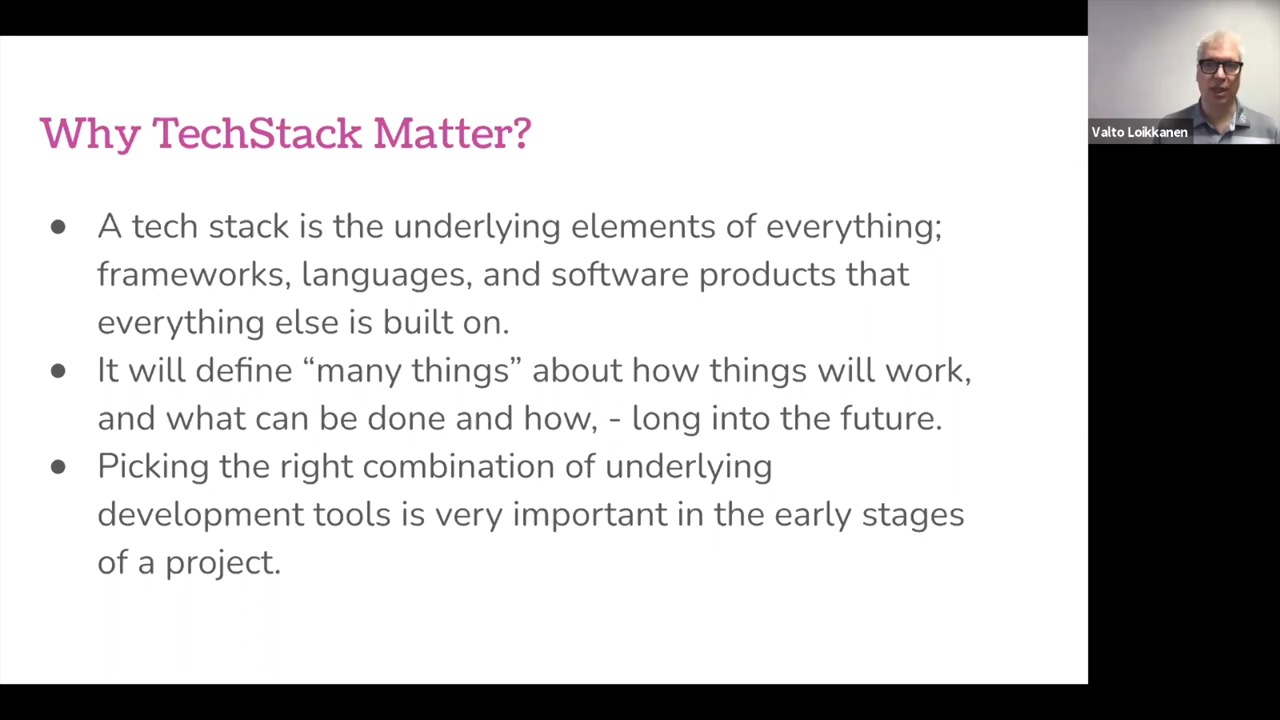 Why TechStack Matter?
● A tech stack is the underlying elements of everything;
frameworks, languages, and software products that
everything else is built on.
● It will define “many things” about how things will work,
and what can be done and how, - long into the future.
● Picking the right combination of underlying
development tools is very important in the early stages
of a project.
Valto Loikkanen